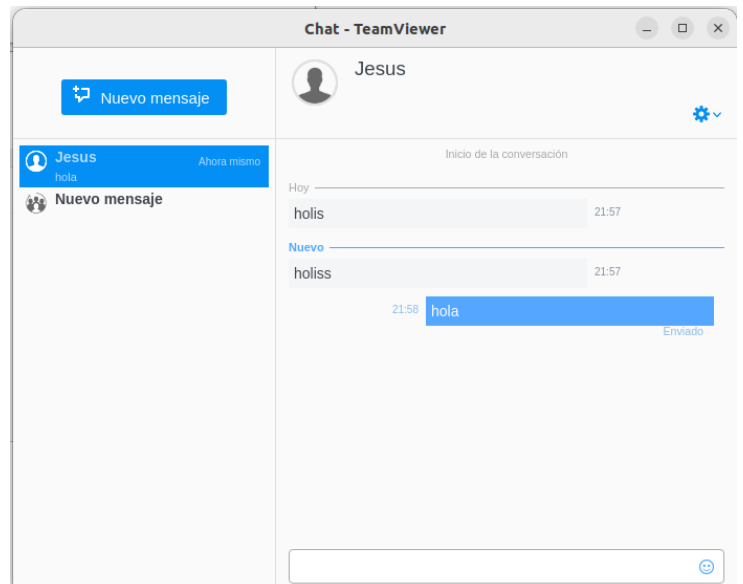 Chat - TeamViewer
Nuevo mensaje
Jesus
Ahora mismo
hola
Nuevo mensaje
Jesus
Inicio de la conversación
Hoy
holis 21:57
Nuevo
holiss 21:57
21:58 hola
Enviado